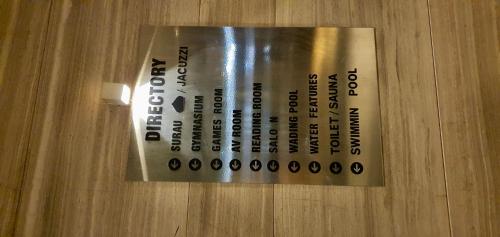 DIRECTORY
SURAU / JACUZZI
GYMNASIUM
GAMES ROOM
AV ROOM
READING ROOM
SALO N
WADING POOL
WATER FEATURES
TOILET / SAUNA
SWIMMIN POOL